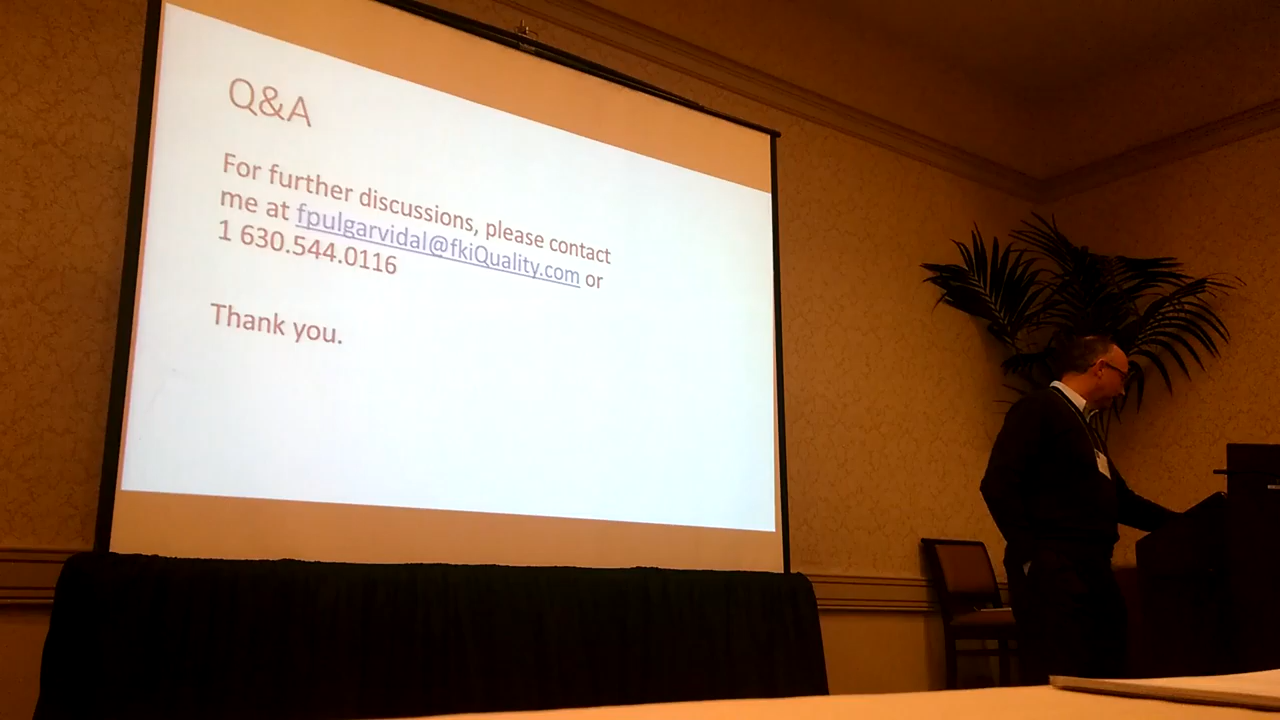 Q&A
For further discussions, please contact
me at fpulgarvidal@fkiQuality.com or
1 630.544.0116
Thank you.